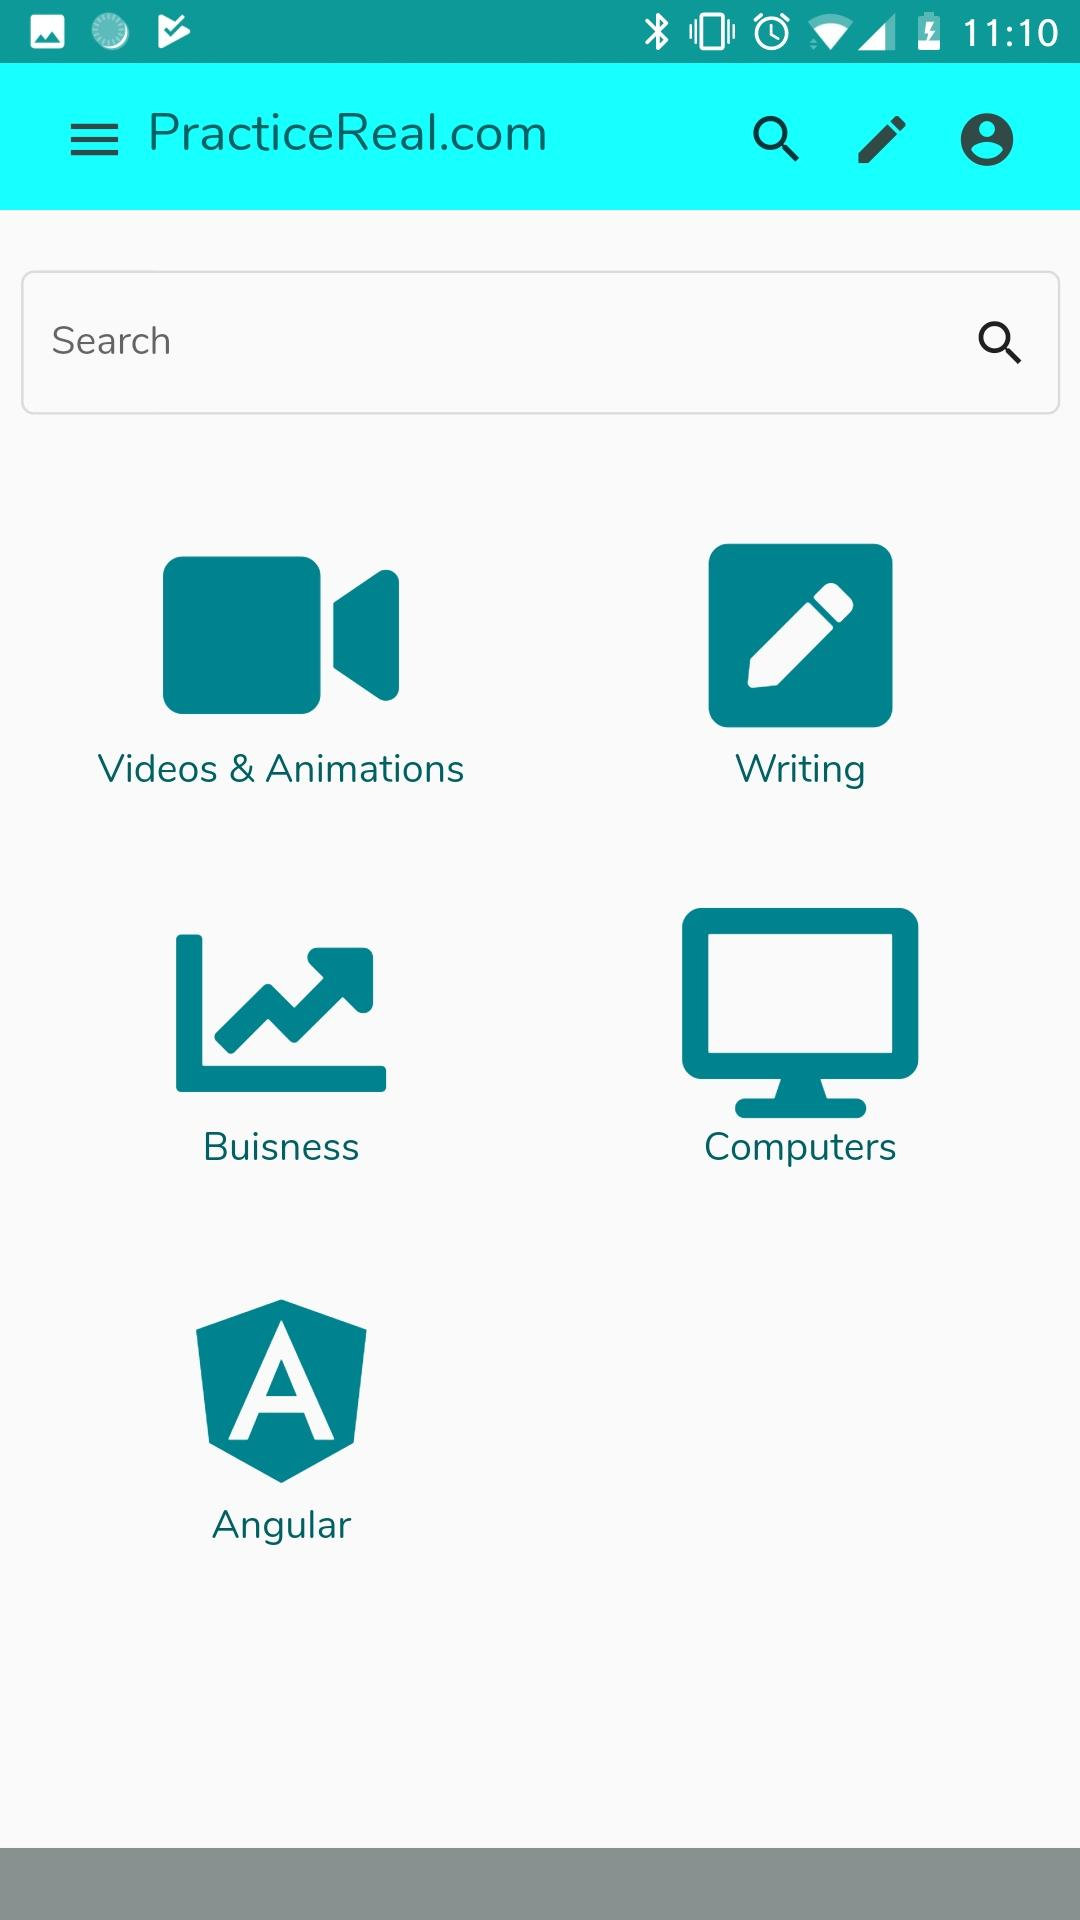 11:10
PracticeReal.com
Search
Videos & Animations
Writing
Buisness
Computers
Angular